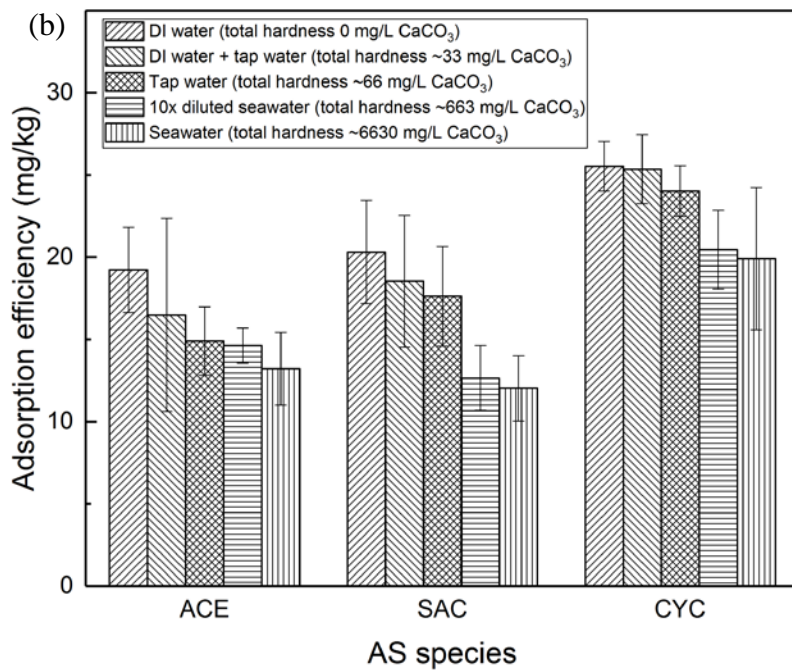 (b)
DI water (total hardness 0 mg/L CaCO₃)
DI water + tap water (total hardness ~33 mg/L CaCO₃)
Tap water (total hardness ~66 mg/L CaCO₃)
10x diluted seawater (total hardness ~663 mg/L CaCO₃)
Seawater (total hardness ~6630 mg/L CaCO₃)
Adsorption efficiency (mg/kg)
30
20
10
0
ACE SAC CYC
AS species